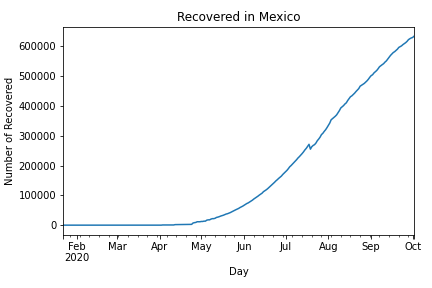 Recovered in Mexico
Number of Recovered
600000
500000
400000
300000
200000
100000
0
Feb Mar Apr May Jun Jul Aug Sep Oct
2020
Day